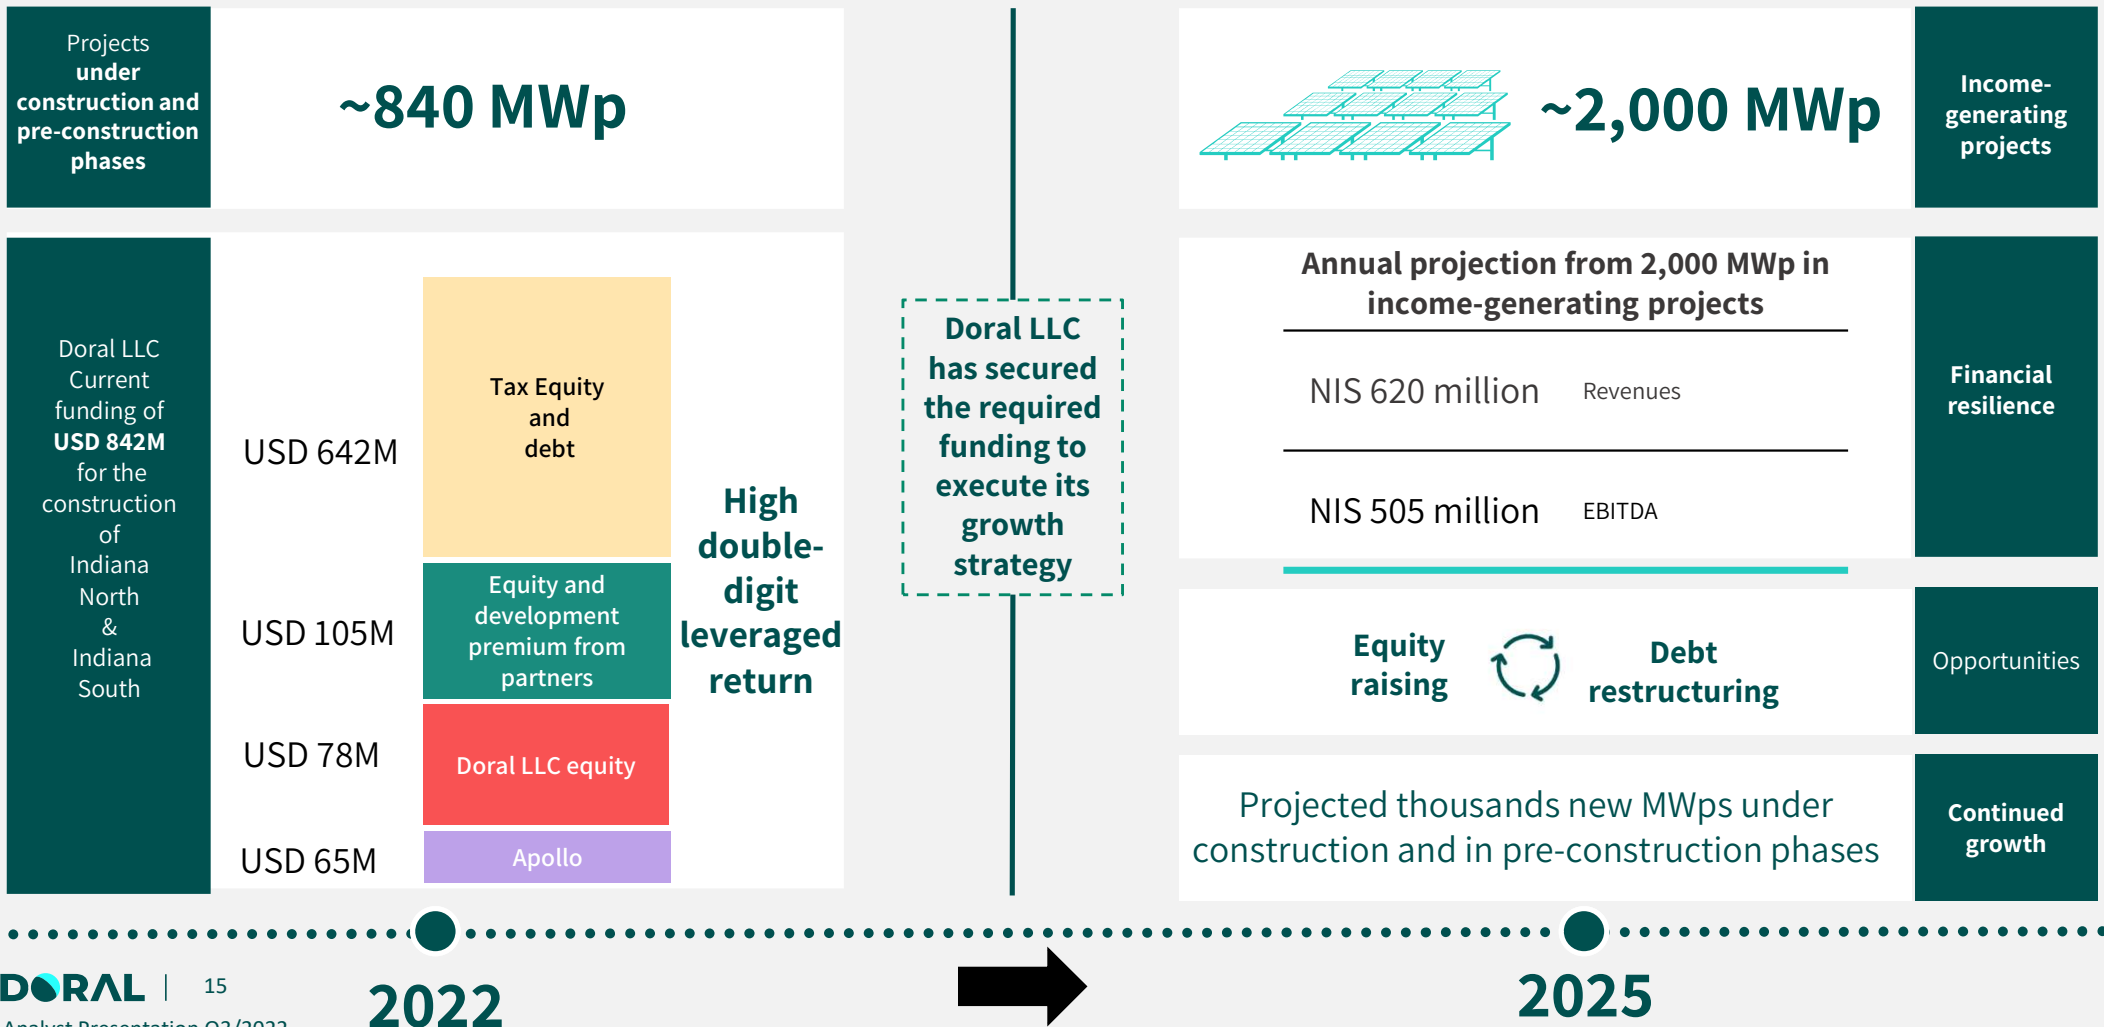 Projects
under
construction and
pre-construction
phases
~840 MWp
~2,000 MWp
Income-
generating
projects
Doral LLC
Current
funding of
USD 842M
for the
construction
of
Indiana
North
&
Indiana
South
USD 642M
Tax Equity
and
debt
USD 105M
Equity and
development
premium from
partners
USD 78M
Doral LLC equity
USD 65M
Apollo
High
double-
digit
leveraged
return
Doral LLC
has secured
the required
funding to
execute its
growth
strategy
Annual projection from 2,000 MWp in
income-generating projects
NIS 620 million Revenues
NIS 505 million EBITDA
Financial
resilience
Equity
raising
Debt
restructuring
Opportunities
Projected thousands new MWps under
construction and in pre-construction phases
Continued
growth
DORAL | 15
2022
2025